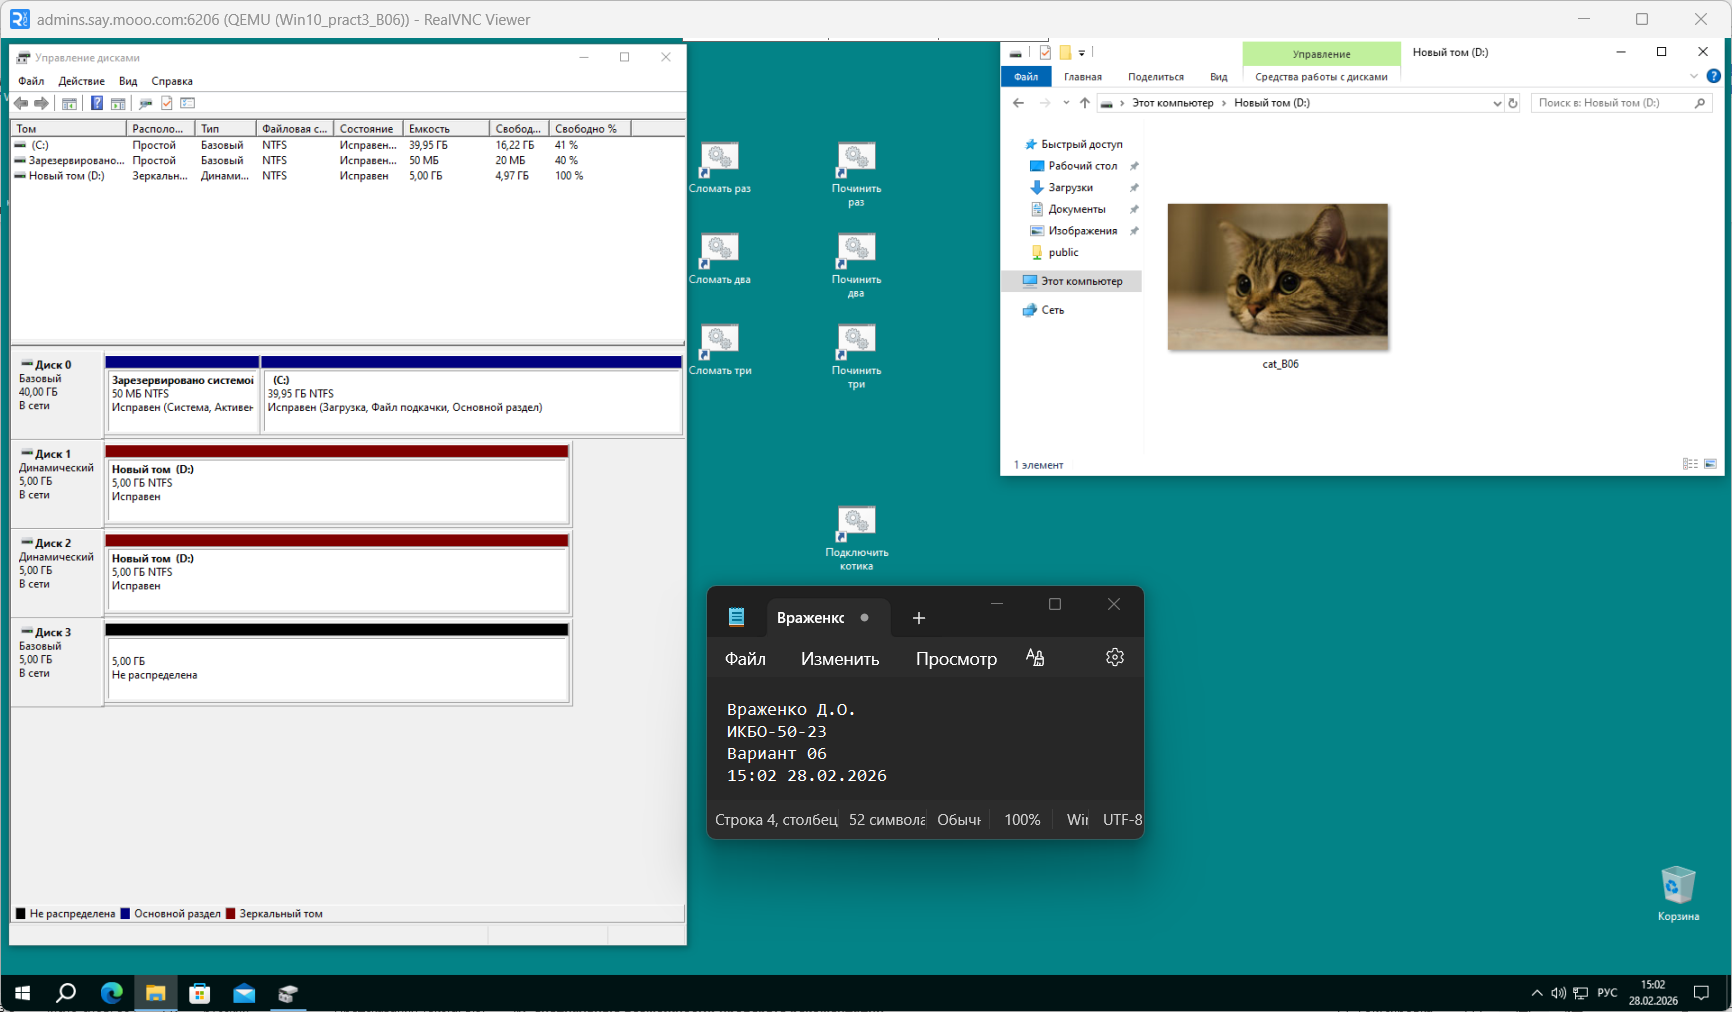 admins.say.mooo.com:6206 (QEMU (Win10_pract3_B06)) - RealVNC Viewer
Управление дисками
Файл Действие Вид Справка
Том Располо... Тип Файловая с... Состояние Емкость Свобод... Свободно %
(C:) Простой Базовый NTFS Исправен... 39,95 ГБ 16,22 ГБ 41 %
Зарезервировано... Простой Базовый NTFS Исправен... 50 МБ 20 МБ 40 %
Новый том (D:) Зеркальн... Динами... NTFS Исправен 5,00 ГБ 4,97 ГБ 100 %
Диск 0
Базовый
40,00 ГБ
В сети
Зарезервировано системой
50 МБ NTFS
Исправен (Система, Активен
(C:)
39,95 ГБ NTFS
Исправен (Загрузка, Файл подкачки, Основной раздел)
Диск 1
Динамический
5,00 ГБ
В сети
Новый том (D:)
5,00 ГБ NTFS
Исправен
Диск 2
Динамический
5,00 ГБ
В сети
Новый том (D:)
5,00 ГБ NTFS
Исправен
Диск 3
Базовый
5,00 ГБ
В сети
5,00 ГБ
Не распределена
Не распределена Основной раздел Зеркальный том
Сломать раз
Починить раз
Сломать два
Починить два
Сломать три
Починить три
Подключить котика
Управление
Новый том (D:)
Файл Главная Поделиться Вид Средства работы с дисками
Этот компьютер › Новый том (D:)
Поиск в: Новый том (D:)
Быстрый доступ
Рабочий стол
Загрузки
Документы
Изображения
public
Этот компьютер
Сеть
cat_B06
1 элемент
Враженко
Файл Изменить Просмотр
Враженко Д.О.
ИКБО-50-23
Вариант 06
15:02 28.02.2026
Строка 4, столбец 52 символа Обычн 100% Win UTF-8
Корзина
РУС
15:02
28.02.2026